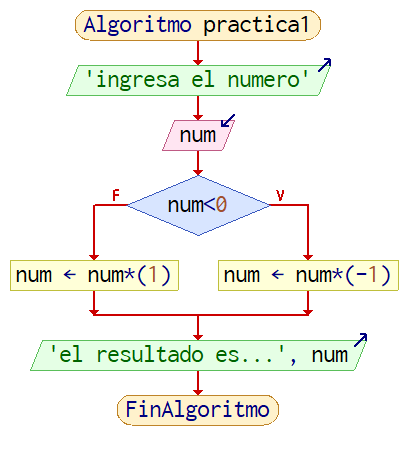 Algoritmo practica1
'ingresa el numero'
num
F
num<0
V
num ← num*(1)
num ← num*(-1)
'el resultado es...', num
FinAlgoritmo